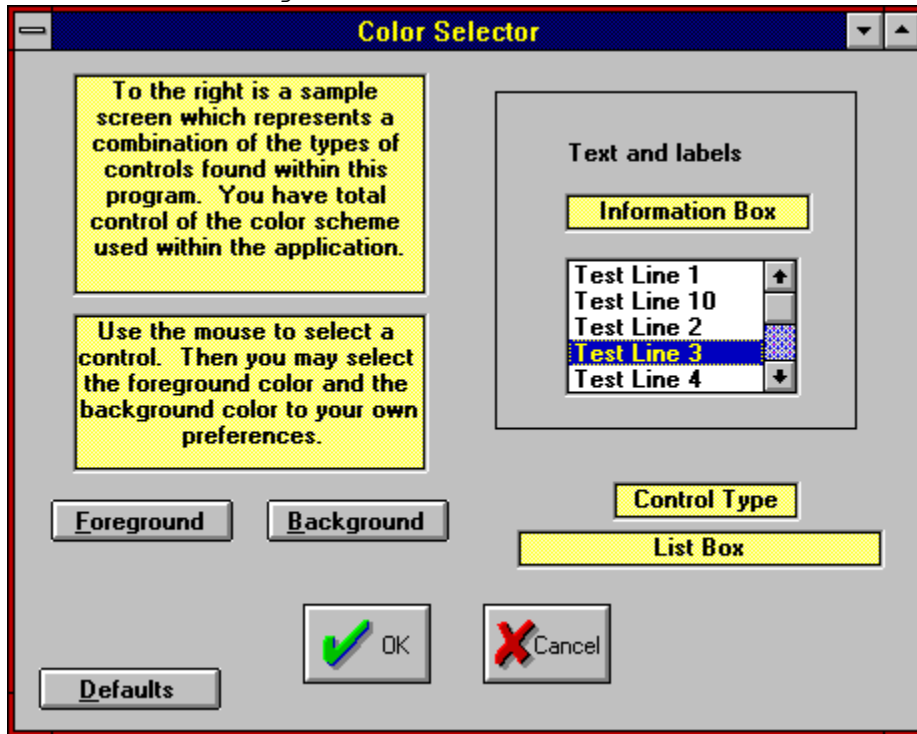 Color Selector
To the right is a sample
screen which represents a
combination of the types of
controls found within this
program. You have total
control of the color scheme
used within the application.
Use the mouse to select a
control. Then you may select
the foreground color and the
background color to your own
preferences.
Foreground
Background
Text and labels
Information Box
Test Line 1
Test Line 10
Test Line 2
Test Line 3
Test Line 4
Control Type
List Box
OK
Cancel
Defaults